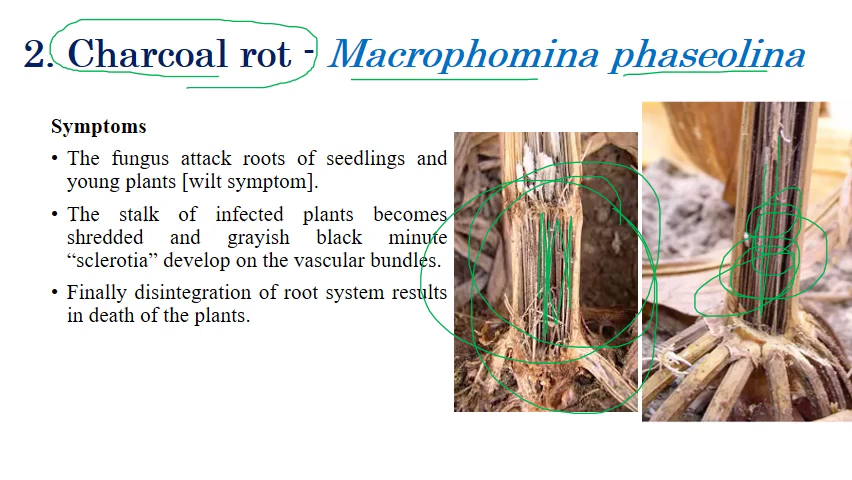 2. Charcoal rot - Macrophomina phaseolina
Symptoms
• The fungus attack roots of seedlings and
young plants [wilt symptom].
• The stalk of infected plants becomes
shredded and grayish black minute
“sclerotia” develop on the vascular bundles.
• Finally disintegration of root system results
in death of the plants.